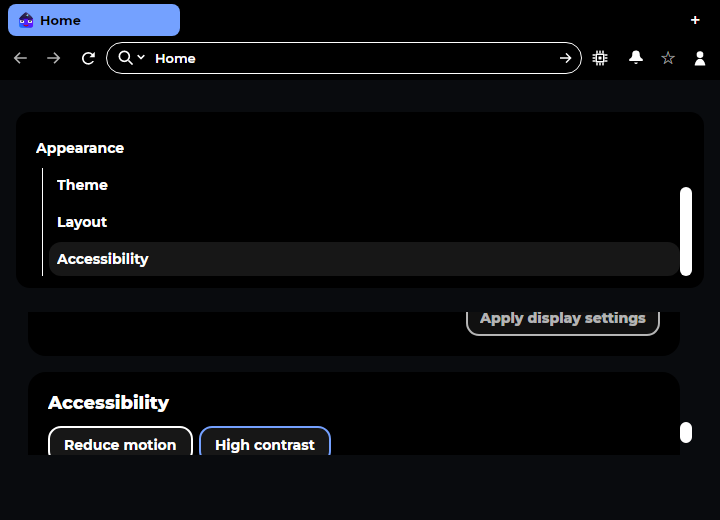 Home
+
Home
Appearance
Theme
Layout
Accessibility
Apply display settings
Accessibility
Reduce motion
High contrast